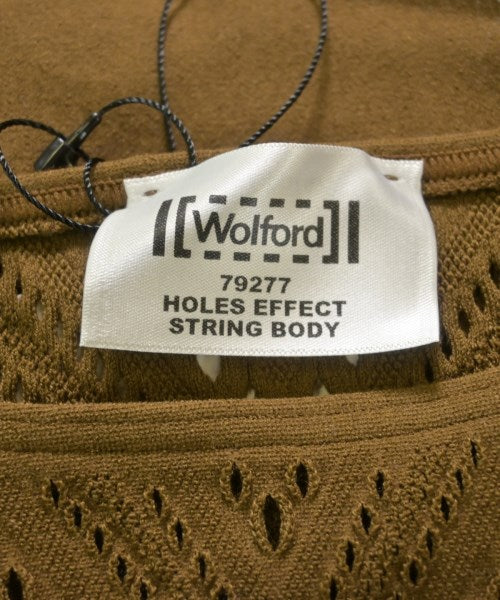 Wolford
79277
HOLES EFFECT
STRING BODY